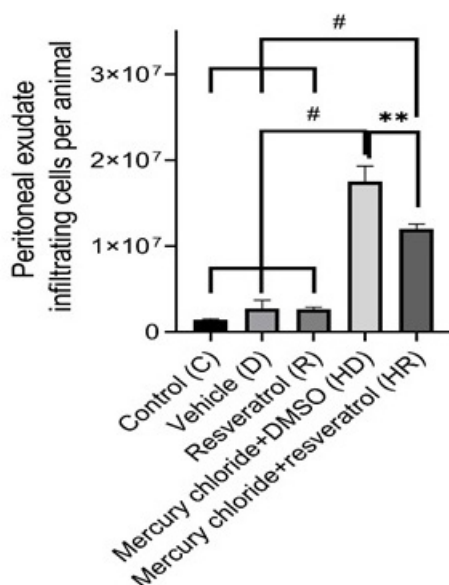 #
3×10⁷
#
**
2×10⁷
1×10⁷
0
Peritoneal exudate
infiltrating cells per animal
Control (C)
Vehicle (D)
Resveratrol (R)
Mercury chloride+DMSO (HD)
Mercury chloride+resveratrol (HR)